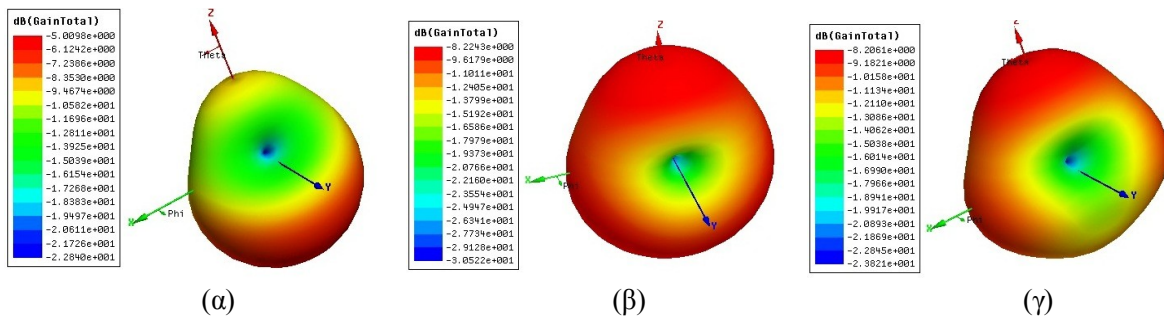 dB(GainTotal)
-5.0098e+000
-6.1242e+000
-7.2386e+000
-8.3530e+000
-9.4674e+000
-1.0582e+001
-1.1696e+001
-1.2811e+001
-1.3925e+001
-1.5039e+001
-1.6154e+001
-1.7268e+001
-1.8383e+001
-1.9497e+001
-2.0611e+001
-2.1726e+001
-2.2840e+001
Z
Theta
X
Phi
Y
(α)
dB(GainTotal)
-8.2243e+000
-9.6179e+000
-1.1011e+001
-1.2405e+001
-1.3799e+001
-1.5192e+001
-1.6586e+001
-1.7979e+001
-1.9373e+001
-2.0766e+001
-2.2160e+001
-2.3554e+001
-2.4947e+001
-2.6341e+001
-2.7734e+001
-2.9128e+001
-3.0522e+001
Z
Theta
X
Phi
Y
(β)
dB(GainTotal)
-8.2061e+000
-9.1821e+000
-1.0158e+001
-1.1134e+001
-1.2110e+001
-1.3086e+001
-1.4062e+001
-1.5038e+001
-1.6014e+001
-1.6990e+001
-1.7966e+001
-1.8941e+001
-1.9917e+001
-2.0893e+001
-2.1869e+001
-2.2845e+001
-2.3821e+001
Z
Theta
X
Phi
Y
(γ)